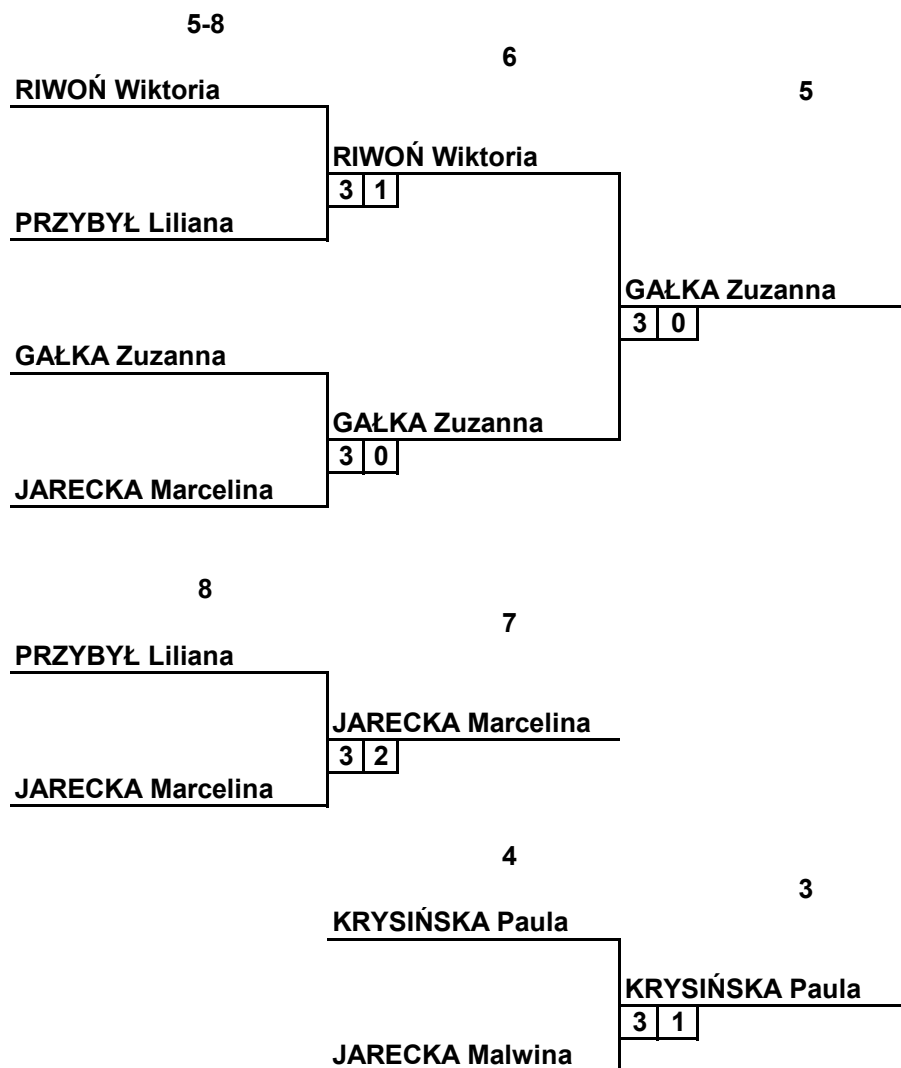 5-8
6
RIWOŃ Wiktoria
5
RIWOŃ Wiktoria
3 1
PRZYBYŁ Liliana
GAŁKA Zuzanna
3 0
GAŁKA Zuzanna
GAŁKA Zuzanna
3 0
JARECKA Marcelina
8
7
PRZYBYŁ Liliana
JARECKA Marcelina
3 2
JARECKA Marcelina
4
3
KRYSIŃSKA Paula
KRYSIŃSKA Paula
3 1
JARECKA Malwina